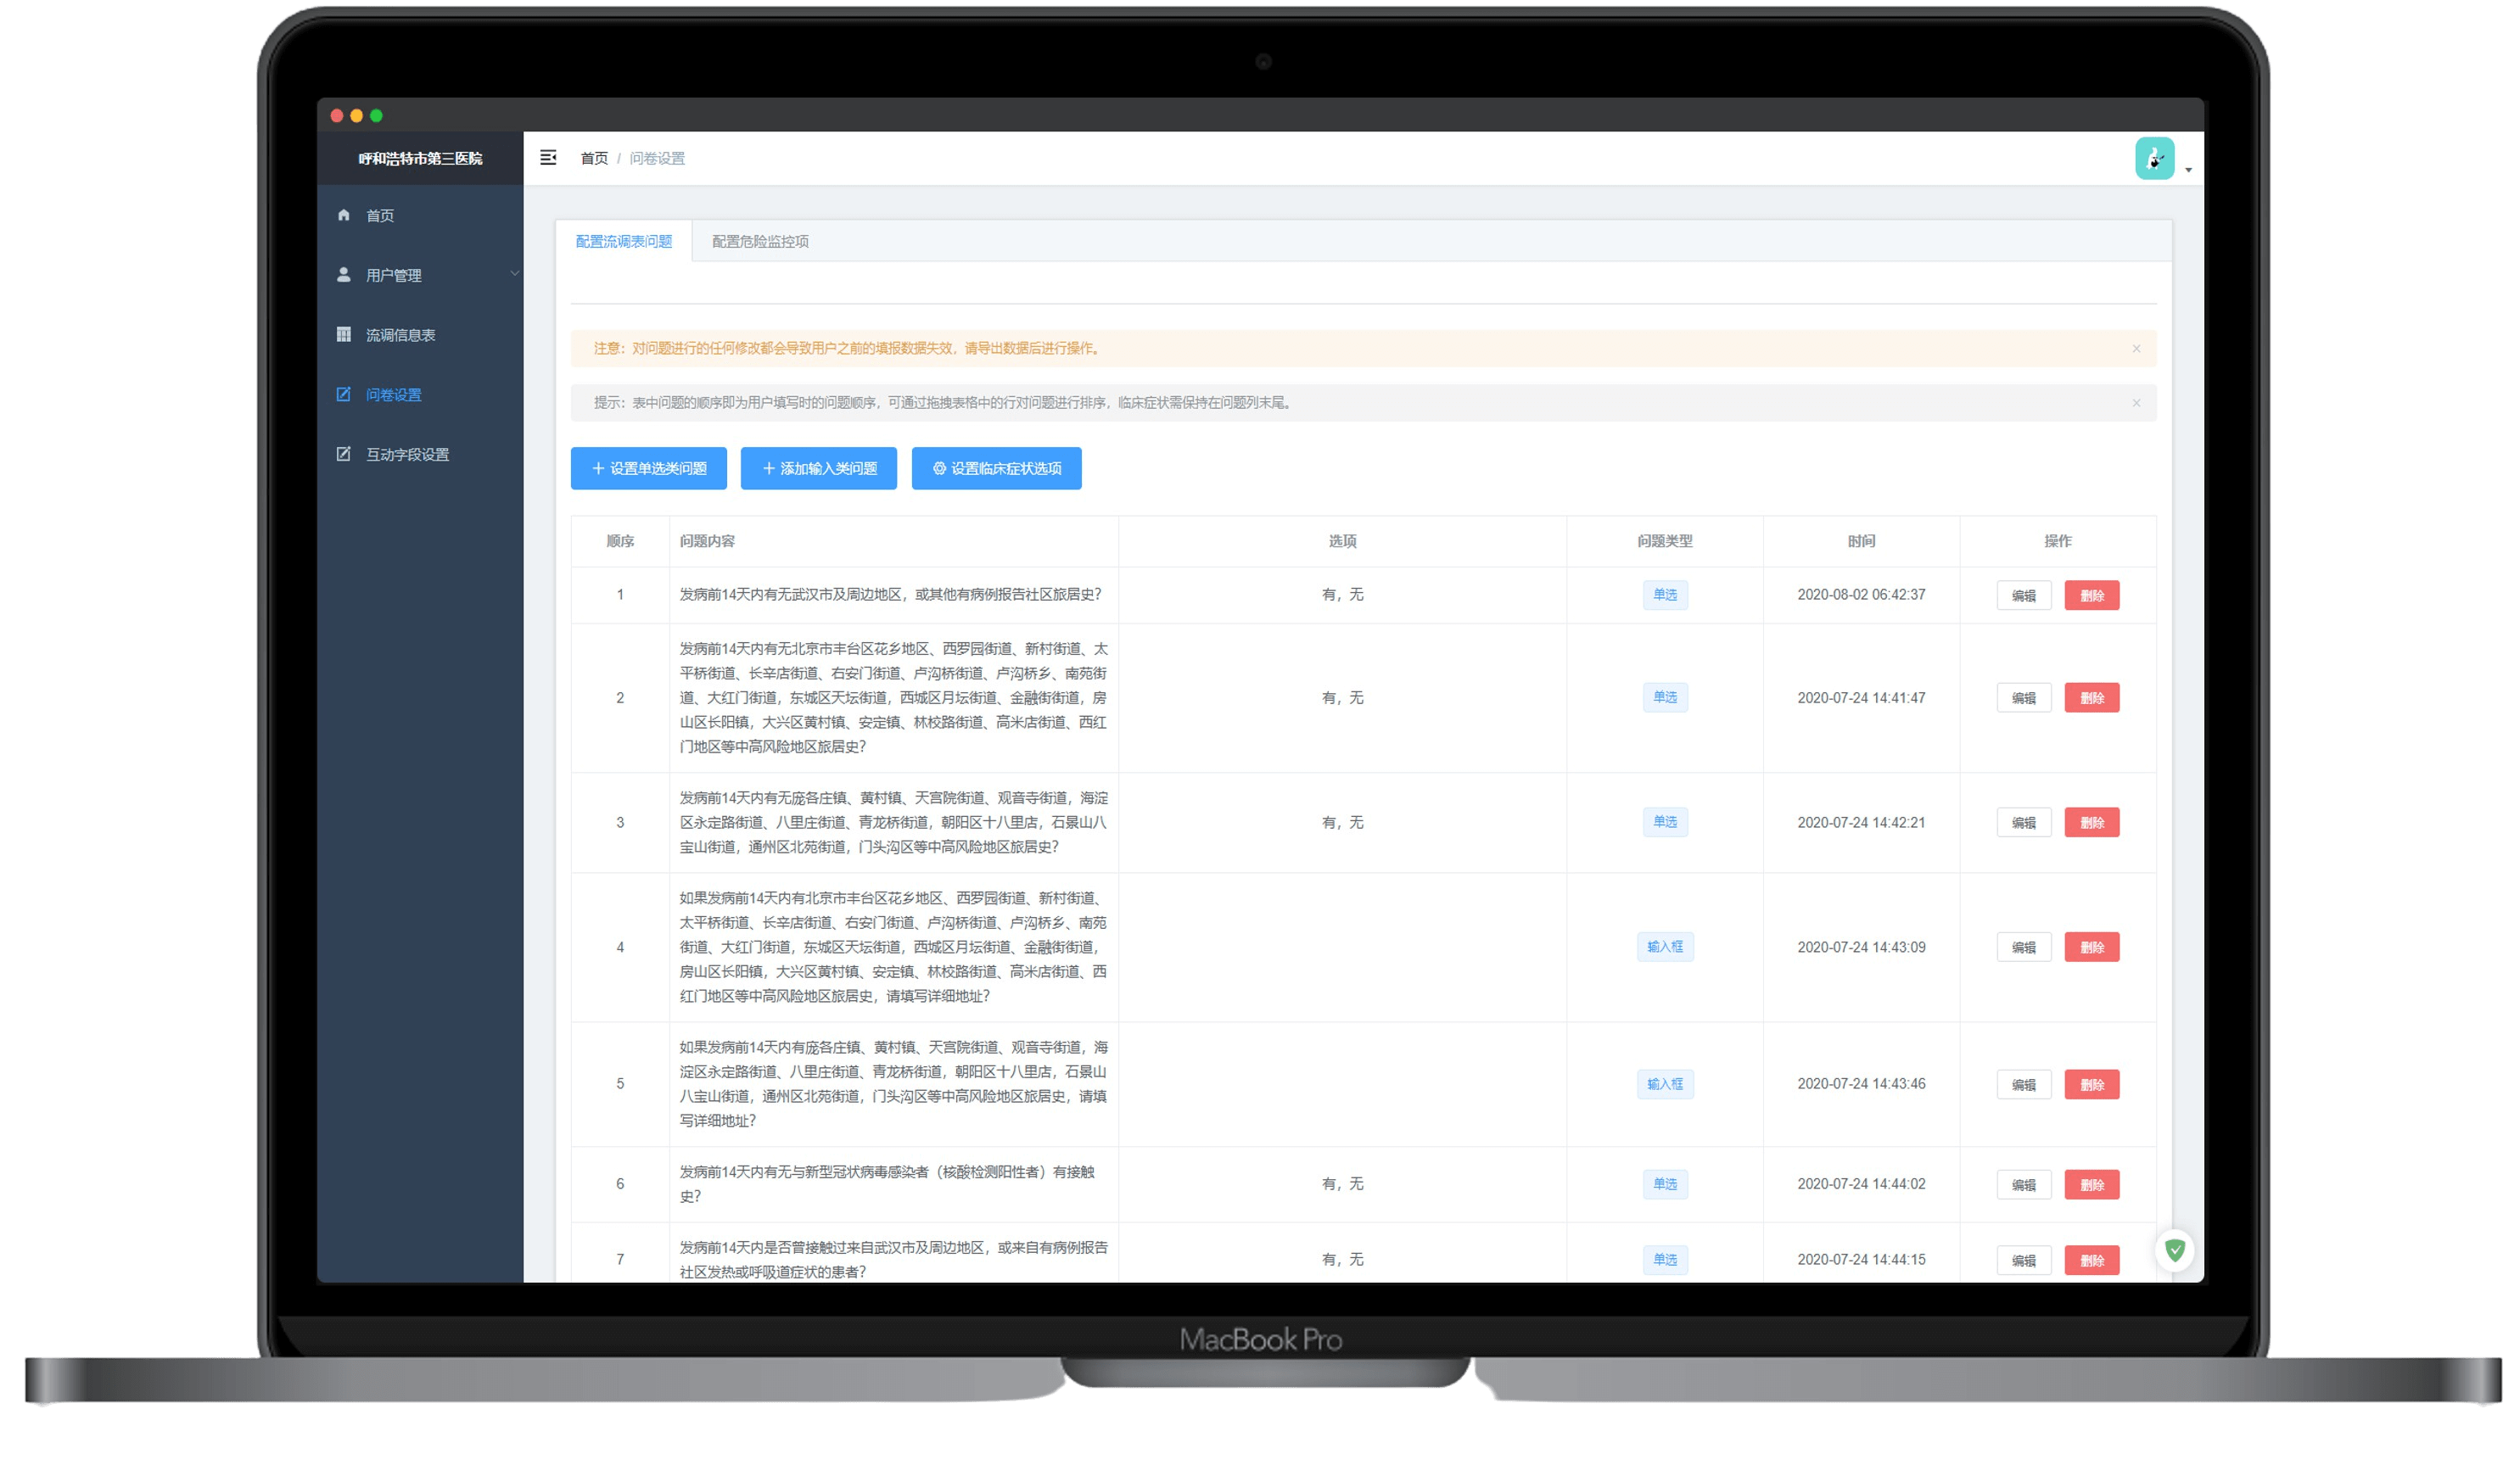 呼和浩特市第三医院
首页 / 问卷设置
首页
用户管理
流调信息表
问卷设置
互动字段设置
配置流调表问题
配置危险监控项
注意：对问题进行的任何修改都会导致用户之前的填报数据失效，请导出数据后进行操作。
提示：表中问题的顺序即为用户填写时的问题顺序，可通过拖拽表格中的行对问题进行排序，临床症状需保持在问题列末尾。
设置单选类问题
添加输入类问题
设置临床症状选项
顺序 问题内容 选项 问题类型 时间 操作
1 发病前14天内有无武汉市及周边地区，或其他有病例报告社区旅居史？ 有，无 单选 2020-08-02 06:42:37 编辑 删除
发病前14天内有无北京市丰台区花乡地区、西罗园街道、新村街道、太
平桥街道、长辛店街道、右安门街道、卢沟桥街道、卢沟桥乡、南苑街
2 道、大红门街道，东城区天坛街道，西城区月坛街道、金融街街道，房 有，无 单选 2020-07-24 14:41:47 编辑 删除
山区长阳镇，大兴区黄村镇、安定镇、林校路街道、高米店街道、西红
门地区等中高风险地区旅居史？
发病前14天内有无庞各庄镇、黄村镇、天宫院街道、观音寺街道，海淀
3 区永定路街道、八里庄街道、青龙桥街道，朝阳区十八里店，石景山八 有，无 单选 2020-07-24 14:42:21 编辑 删除
宝山街道，通州区北苑街道，门头沟区等中高风险地区旅居史？
如果发病前14天内有北京市丰台区花乡地区、西罗园街道、新村街道、
太平桥街道、长辛店街道、右安门街道、卢沟桥街道、卢沟桥乡、南苑
4 街道、大红门街道，东城区天坛街道，西城区月坛街道、金融街街道， 输入框 2020-07-24 14:43:09 编辑 删除
房山区长阳镇，大兴区黄村镇、安定镇、林校路街道、高米店街道、西
红门地区等中高风险地区旅居史，请填写详细地址？
如果发病前14天内有庞各庄镇、黄村镇、天宫院街道、观音寺街道，海
淀区永定路街道、八里庄街道、青龙桥街道，朝阳区十八里店，石景山
5 八宝山街道，通州区北苑街道，门头沟区等中高风险地区旅居史，请填 输入框 2020-07-24 14:43:46 编辑 删除
写详细地址？
6 发病前14天内有无与新型冠状病毒感染者（核酸检测阳性者）有接触 有，无 单选 2020-07-24 14:44:02 编辑 删除
史？
7 发病前14天内是否曾接触过来自武汉市及周边地区，或来自有病例报告 有，无 单选 2020-07-24 14:44:15 编辑 删除
社区发热或呼吸道症状的患者？
MacBook Pro